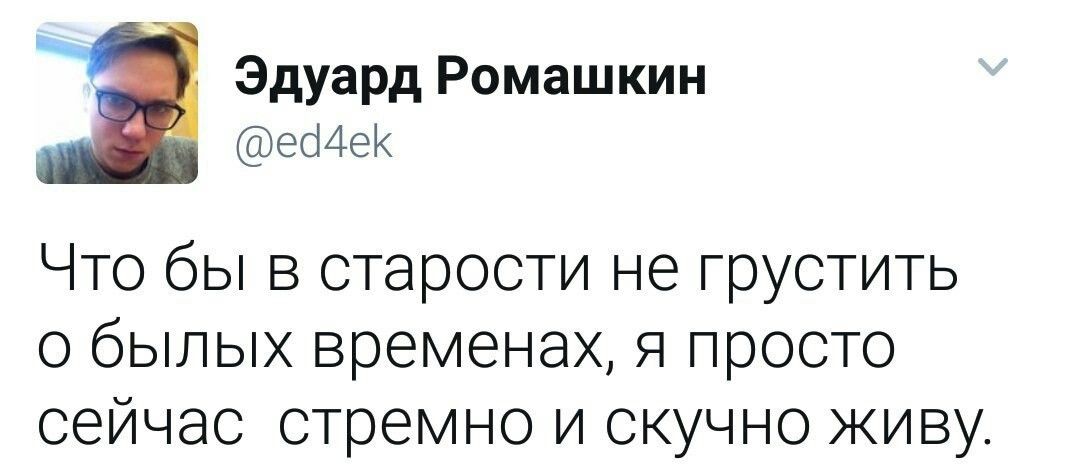 Эдуард Ромашкин
@ed4ek
Что бы в старости не грустить
о былых временах, я просто
сейчас  стремно и скучно живу.